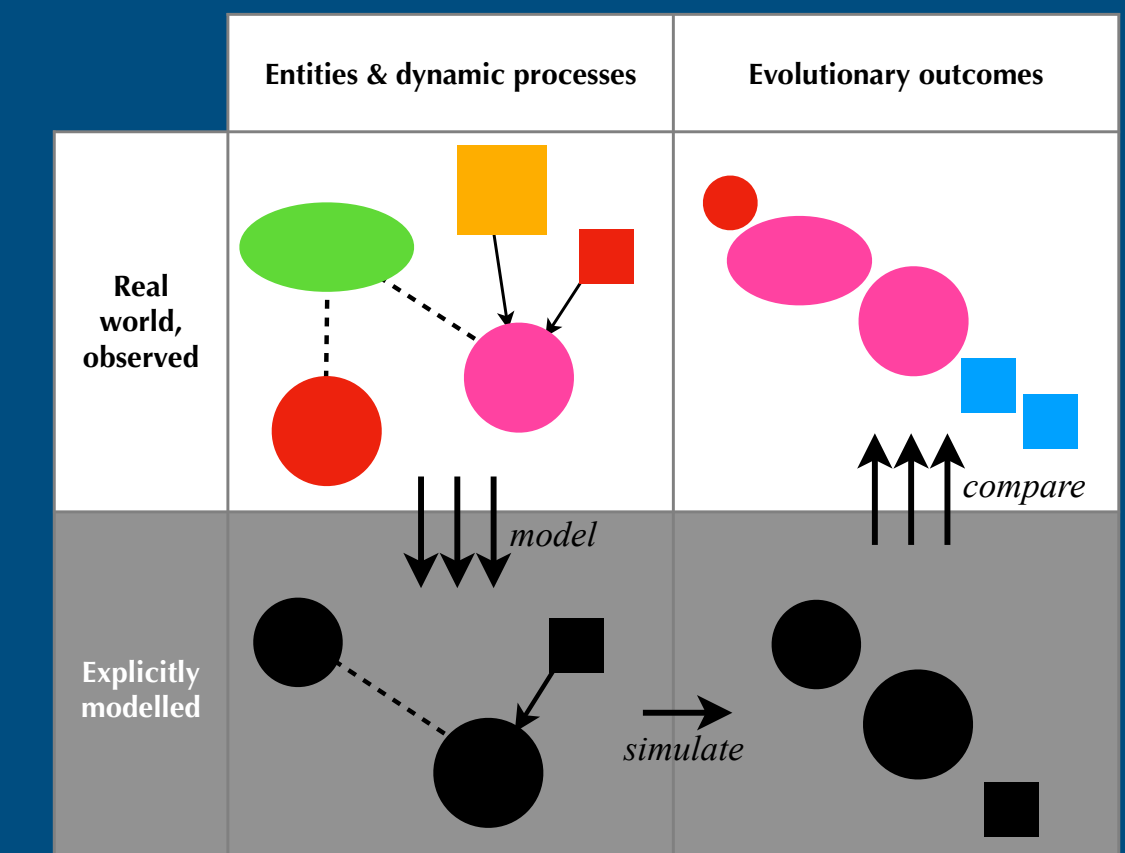 Entities & dynamic processes
Evolutionary outcomes
Real
world,
observed
compare
model
Explicitly
modelled
simulate